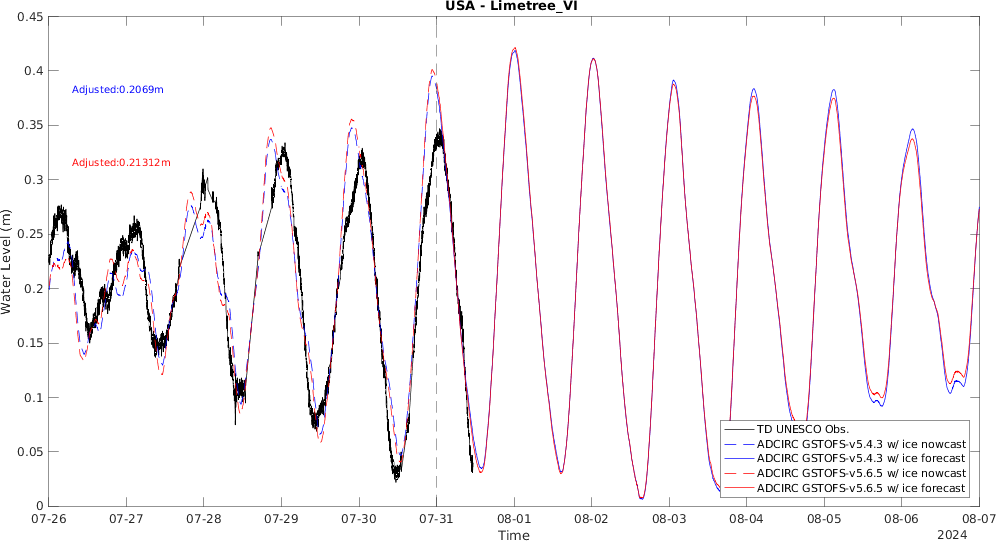 USA - Limetree_VI
0.45
0.4
0.35
0.3
0.25
0.2
0.15
0.1
0.05
0
Water Level (m)
Adjusted:0.2069m
Adjusted:0.21312m
TD UNESCO Obs.
ADCIRC GSTOFS-v5.4.3 w/ ice nowcast
ADCIRC GSTOFS-v5.4.3 w/ ice forecast
ADCIRC GSTOFS-v5.6.5 w/ ice nowcast
ADCIRC GSTOFS-v5.6.5 w/ ice forecast
07-26 07-27 07-28 07-29 07-30 07-31 08-01 08-02 08-03 08-04 08-05 08-06 08-07
Time
2024